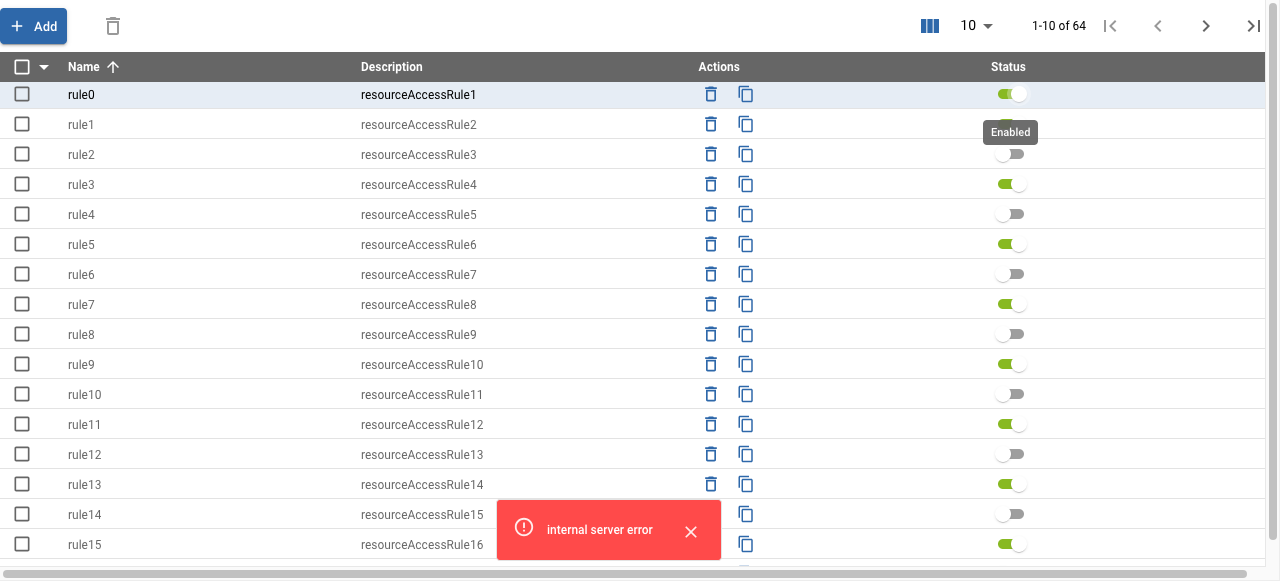 Add 10 1-10 of 64
Name Description Actions Status
rule0 resourceAccessRule1
rule1 resourceAccessRule2
Enabled
rule2 resourceAccessRule3
rule3 resourceAccessRule4
rule4 resourceAccessRule5
rule5 resourceAccessRule6
rule6 resourceAccessRule7
rule7 resourceAccessRule8
rule8 resourceAccessRule9
rule9 resourceAccessRule10
rule10 resourceAccessRule11
rule11 resourceAccessRule12
rule12 resourceAccessRule13
rule13 resourceAccessRule14
rule14 resourceAccessRule15
internal server error
rule15 resourceAccessRule16